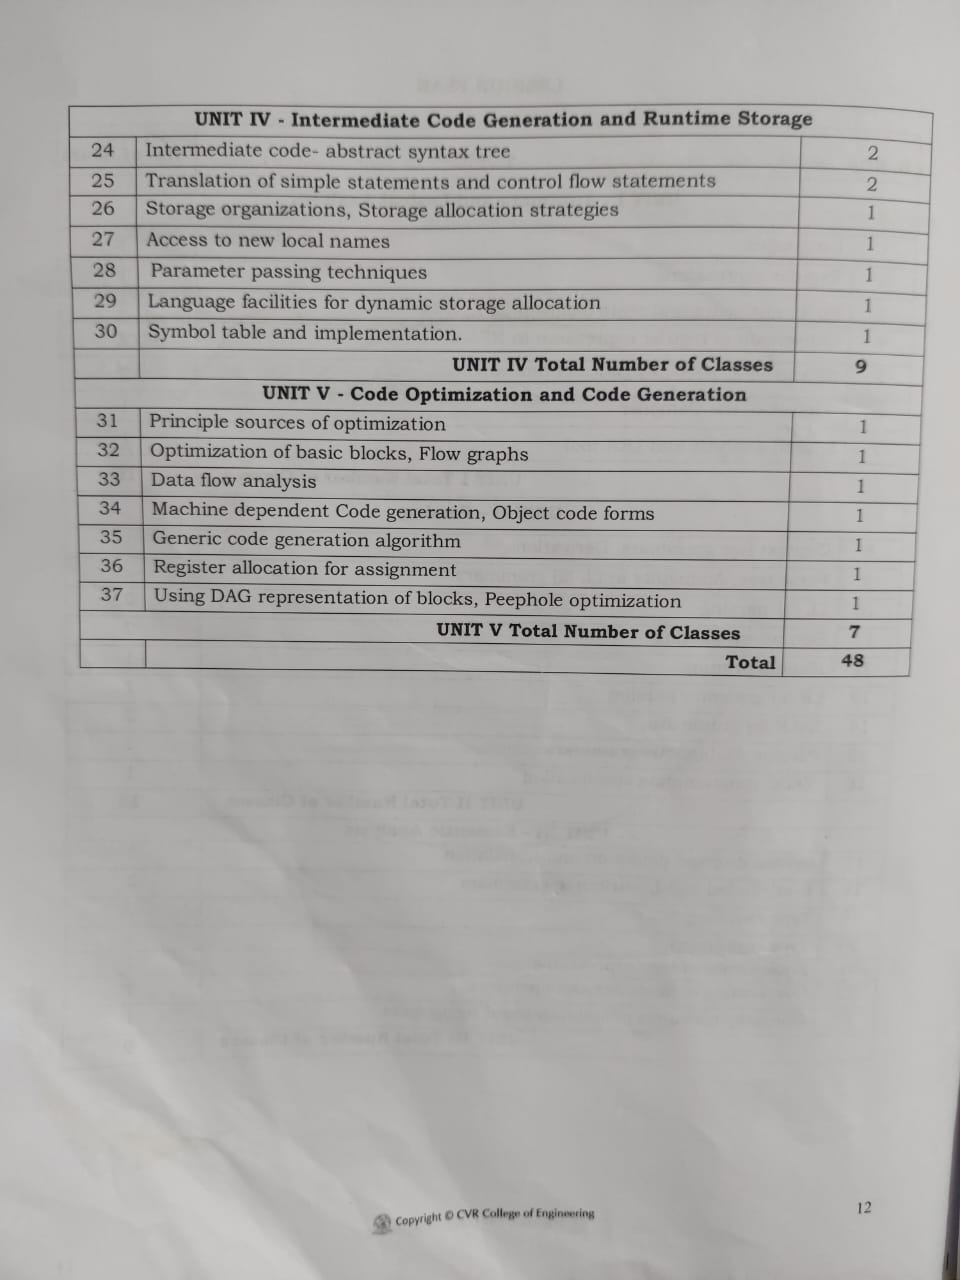 UNIT IV - Intermediate Code Generation and Runtime Storage
24 Intermediate code- abstract syntax tree 2
25 Translation of simple statements and control flow statements 2
26 Storage organizations, Storage allocation strategies 1
27 Access to new local names 1
28 Parameter passing techniques 1
29 Language facilities for dynamic storage allocation 1
30 Symbol table and implementation. 1
UNIT IV Total Number of Classes 9
UNIT V - Code Optimization and Code Generation
31 Principle sources of optimization 1
32 Optimization of basic blocks, Flow graphs 1
33 Data flow analysis 1
34 Machine dependent Code generation, Object code forms 1
35 Generic code generation algorithm 1
36 Register allocation for assignment 1
37 Using DAG representation of blocks, Peephole optimization 1
UNIT V Total Number of Classes 7
Total 48
Copyright © CVR College of Engineering
12